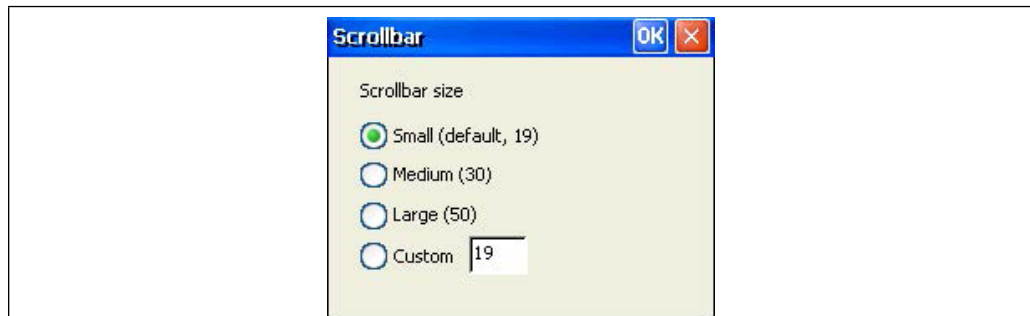 Scrollbar OK
Scrollbar size
Small (default, 19)
Medium (30)
Large (50)
Custom 19